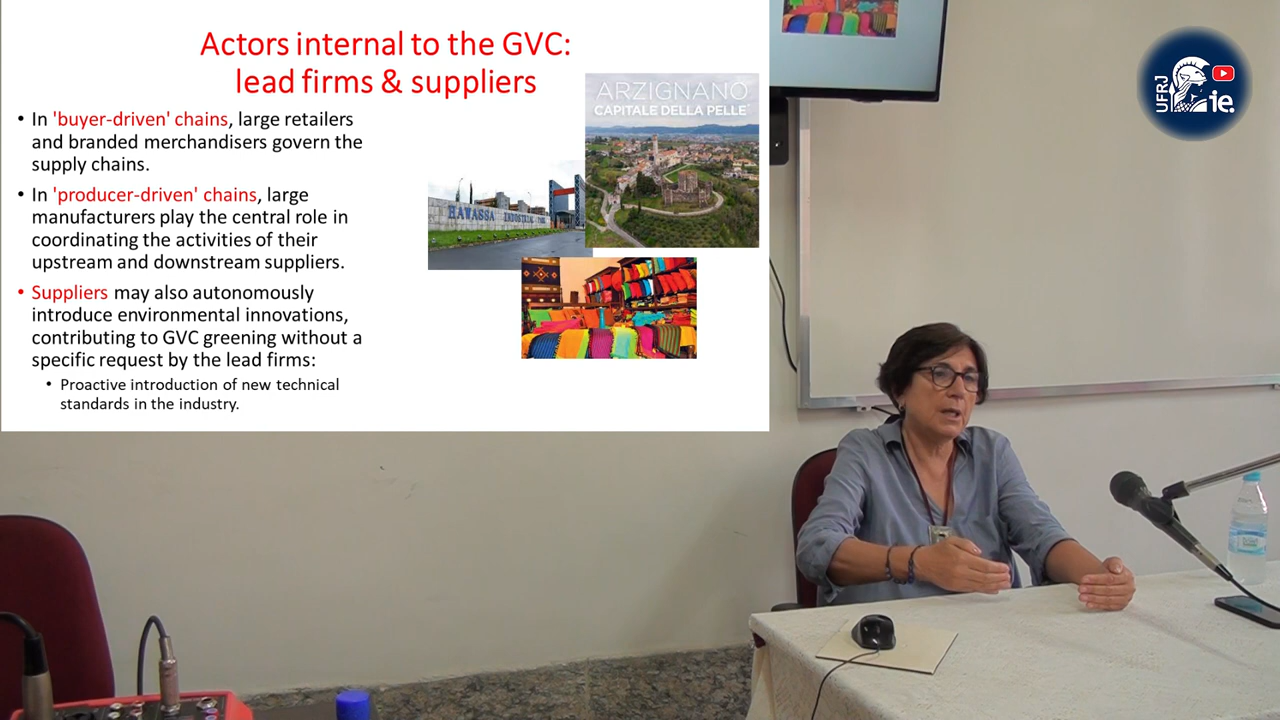 Actors internal to the GVC:
lead firms & suppliers
• In 'buyer-driven' chains, large retailers
and branded merchandisers govern the
supply chains.
• In 'producer-driven' chains, large
manufacturers play the central role in
coordinating the activities of their
upstream and downstream suppliers.
• Suppliers may also autonomously
introduce environmental innovations,
contributing to GVC greening without a
specific request by the lead firms:
• Proactive introduction of new technical
standards in the industry.
ARZIGNANO
CAPITALE DELLA PELLE
HAWASSA INDUSTRIAL PARK
UFRJ
ie.